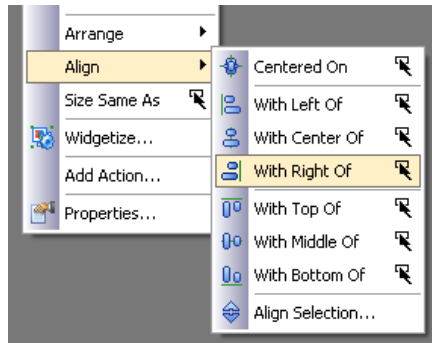 Arrange
Align
Size Same As
Widgetize...
Add Action...
Properties...
Centered On
With Left Of
With Center Of
With Right Of
With Top Of
With Middle Of
With Bottom Of
Align Selection...